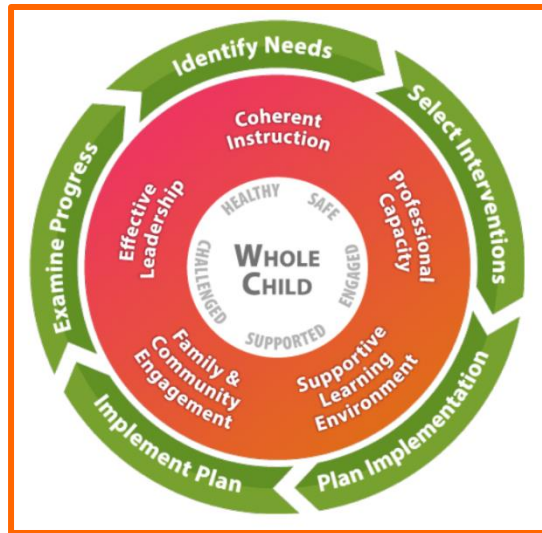 Identify Needs
Select Interventions
Plan Implementation
Implement Plan
Examine Progress
Coherent
Instruction
Professional
Capacity
Supportive
Learning
Environment
Family &
Community
Engagement
Effective
Leadership
HEALTHY
SAFE
ENGAGED
SUPPORTED
CHALLENGED
WHOLE
CHILD